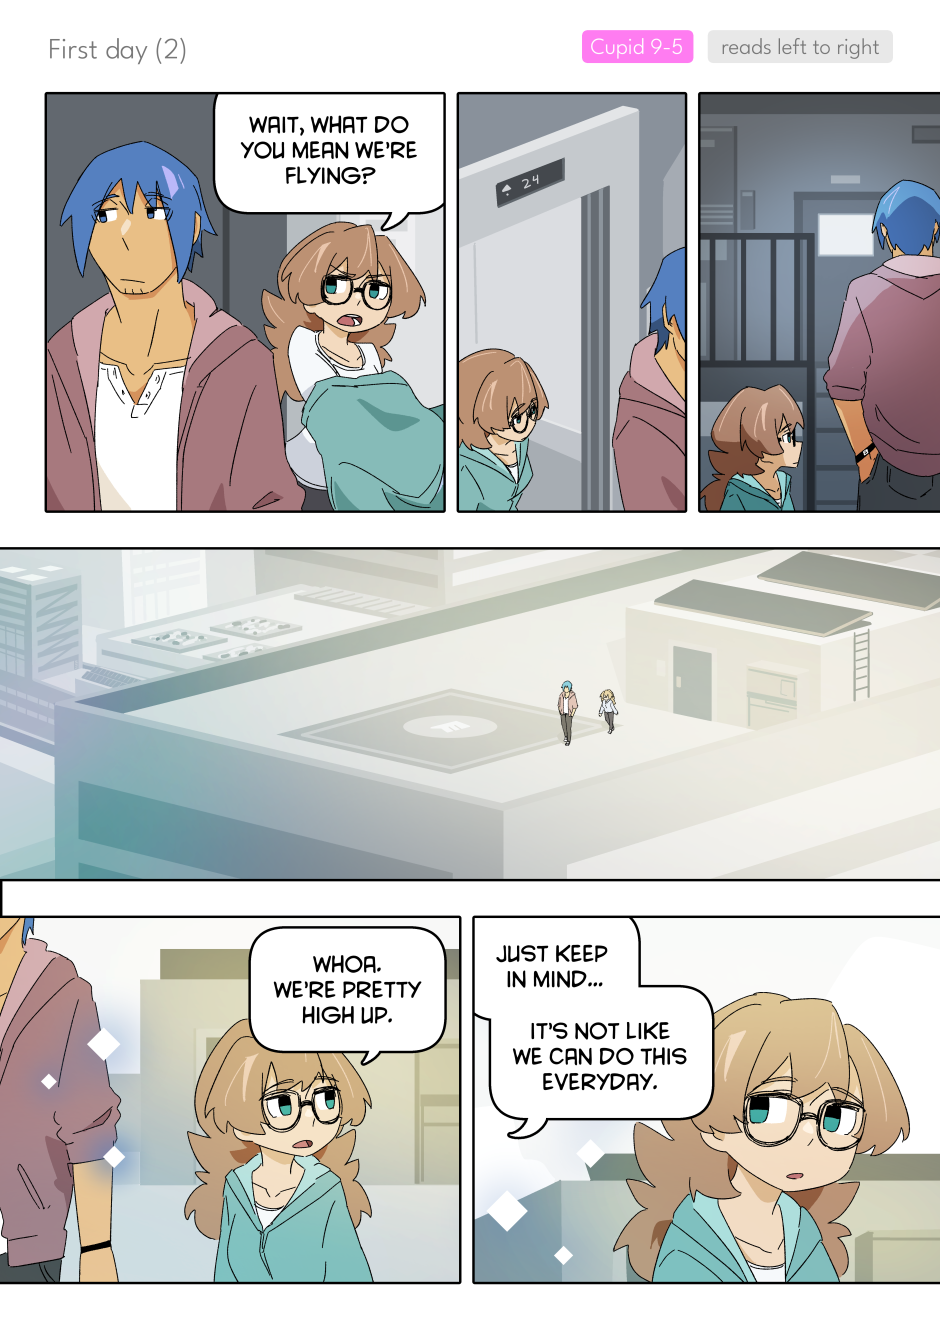 First day (2)
Cupid 9-5
reads left to right
WAIT, WHAT DO
YOU MEAN WE'RE
FLYING?
24
WHOA.
WE'RE PRETTY
HIGH UP.
JUST KEEP
IN MIND...
IT'S NOT LIKE
WE CAN DO THIS
EVERYDAY.